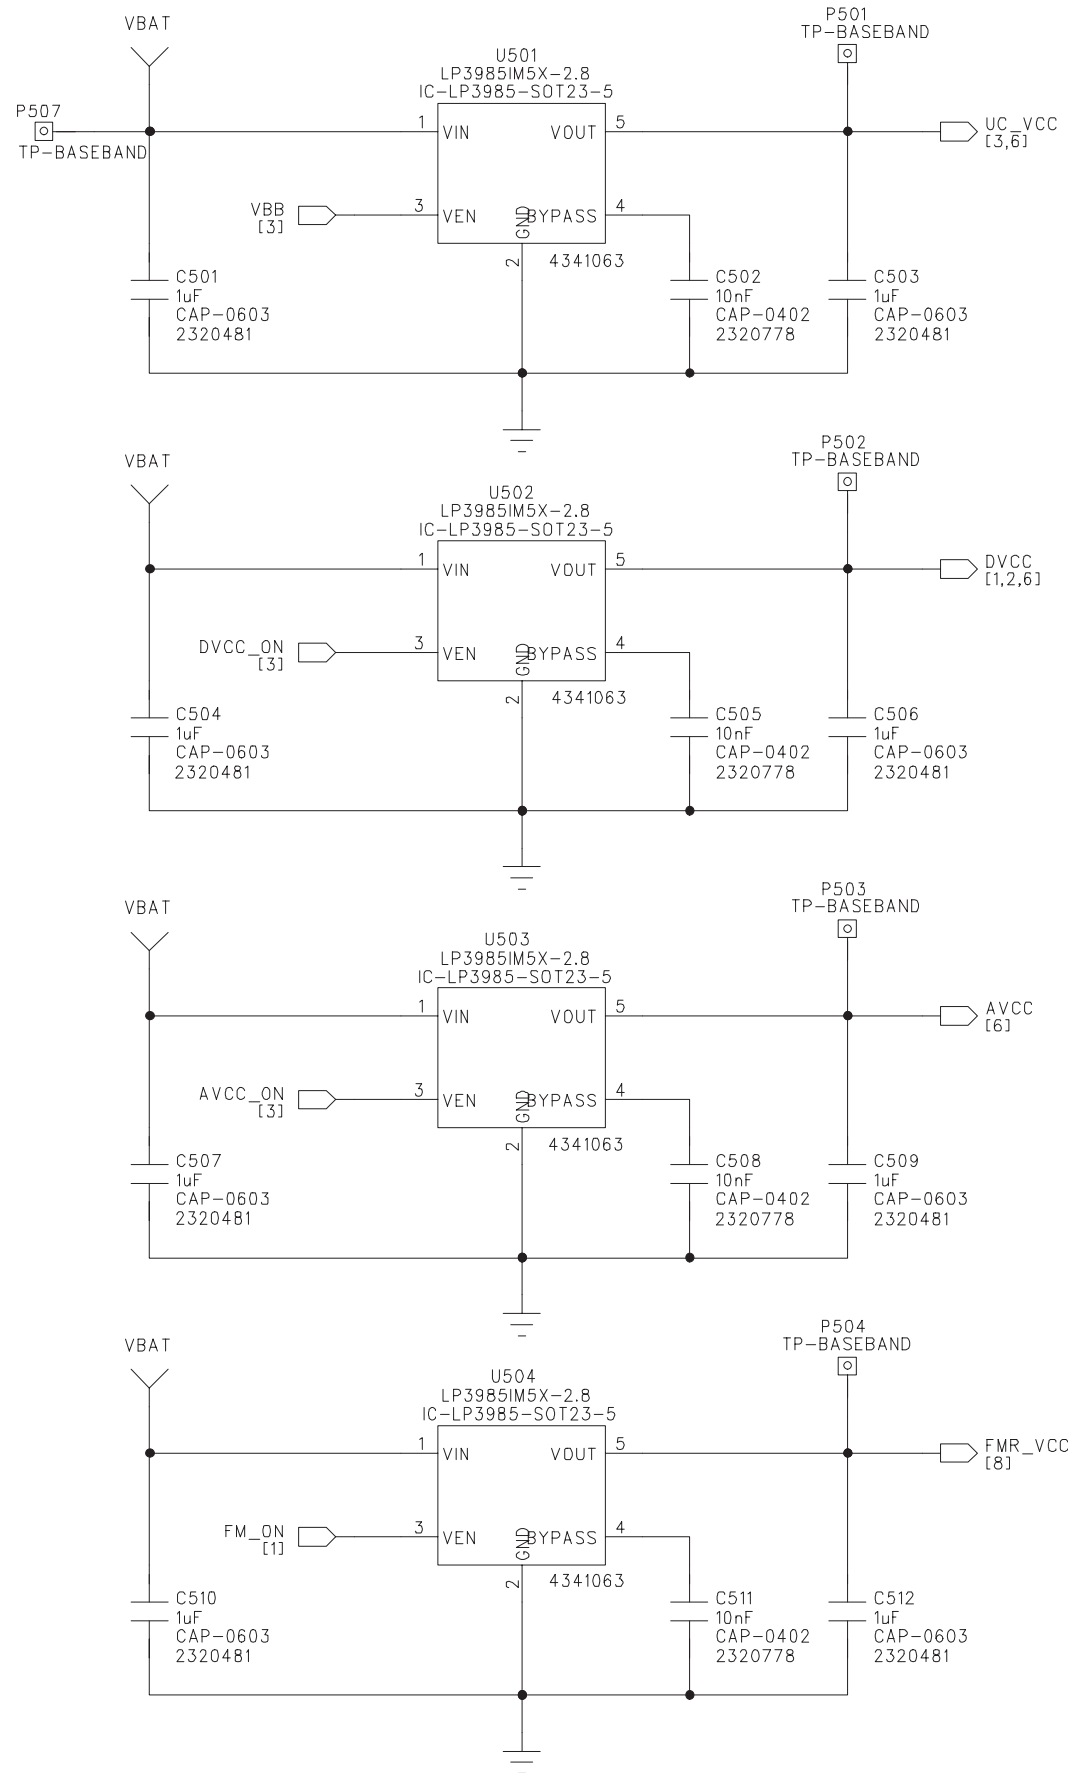 VBAT
P501
TP-BASEBAND
U501
LP3985IM5X-2.8
IC-LP3985-SOT23-5
P507
TP-BASEBAND
1
VIN
VOUT
5
UC_VCC
[3,6]
VBB
[3]
3
VEN
GND
BYPASS
4
2
4341063
C501
1uF
CAP-0603
2320481
C502
10nF
CAP-0402
2320778
C503
1uF
CAP-0603
2320481
VBAT
P502
TP-BASEBAND
U502
LP3985IM5X-2.8
IC-LP3985-SOT23-5
1
VIN
VOUT
5
DVCC
[1,2,6]
DVCC_ON
[3]
3
VEN
GND
BYPASS
4
2
4341063
C504
1uF
CAP-0603
2320481
C505
10nF
CAP-0402
2320778
C506
1uF
CAP-0603
2320481
VBAT
P503
TP-BASEBAND
U503
LP3985IM5X-2.8
IC-LP3985-SOT23-5
1
VIN
VOUT
5
AVCC
[6]
AVCC_ON
[3]
3
VEN
GND
BYPASS
4
2
4341063
C507
1uF
CAP-0603
2320481
C508
10nF
CAP-0402
2320778
C509
1uF
CAP-0603
2320481
VBAT
P504
TP-BASEBAND
U504
LP3985IM5X-2.8
IC-LP3985-SOT23-5
1
VIN
VOUT
5
FMR_VCC
[8]
FM_ON
[1]
3
VEN
GND
BYPASS
4
2
4341063
C510
1uF
CAP-0603
2320481
C511
10nF
CAP-0402
2320778
C512
1uF
CAP-0603
2320481